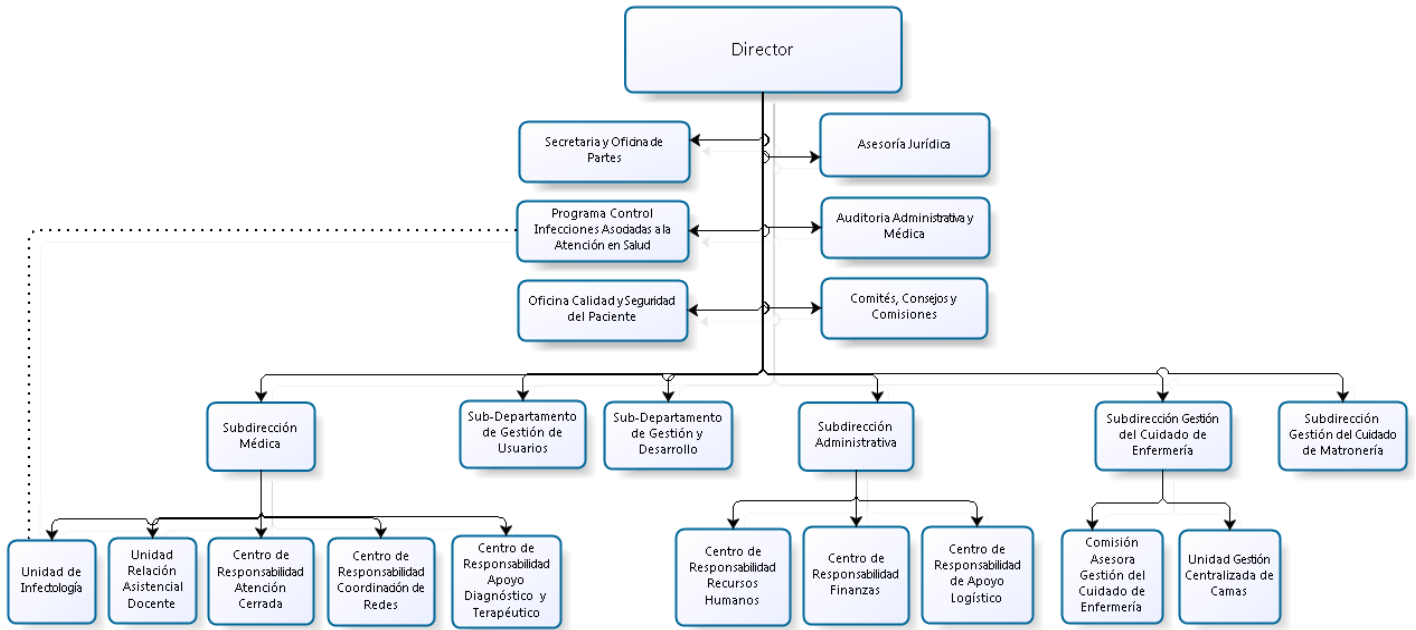 Director
Secretaria y Oficina de
Partes
Asesoría Jurídica
Programa Control
Infecciones Asociadas a la
Atención en Salud
Auditoria Administrativa y
Médica
Oficina Calidad y Seguridad
del Paciente
Comités, Consejos y
Comisiones
Subdirección
Médica
Sub-Departamento
de Gestión de
Usuarios
Sub-Departamento
de Gestión y
Desarrollo
Subdirección
Administrativa
Subdirección Gestión
del Cuidado de
Enfermería
Subdirección
Gestión del Cuidado
de Matronería
Unidad de
Infectología
Unidad
Relación
Asistencial
Docente
Centro de
Responsabilidad
Atención
Cerrada
Centro de
Responsabilidad
Coordinación de
Redes
Centro de
Responsabilidad
Apoyo
Diagnóstico y
Terapéutico
Centro de
Responsabilidad
Recursos
Humanos
Centro de
Responsabilidad
Finanzas
Centro de
Responsabilidad
de Apoyo
Logístico
Comisión
Asesora
Gestión del
Cuidado de
Enfermería
Unidad Gestión
Centralizada de
Camas